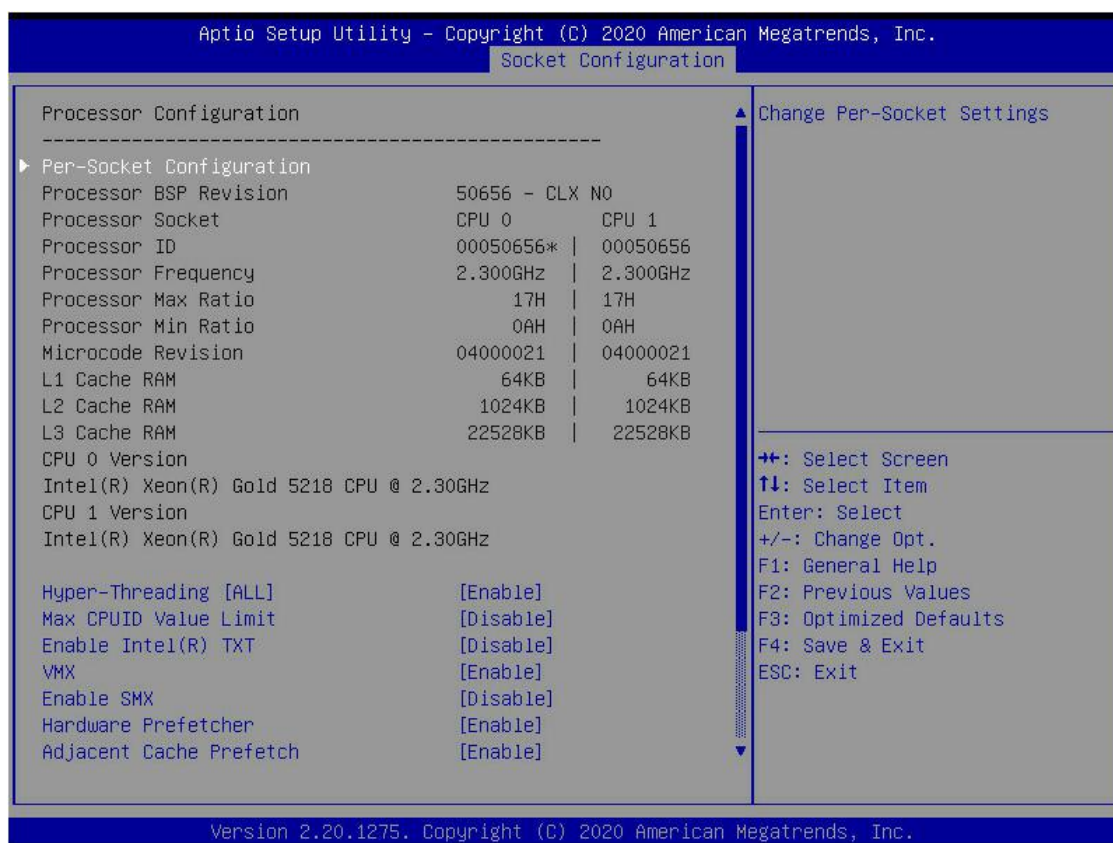 Aptio Setup Utility – Copyright (C) 2020 American Megatrends, Inc.
Socket Configuration
Processor Configuration
--------------------------------------------------
Per-Socket Configuration
Processor BSP Revision 50656 - CLX N0
Processor Socket CPU 0 CPU 1
Processor ID 00050656* | 00050656
Processor Frequency 2.300GHz | 2.300GHz
Processor Max Ratio 17H | 17H
Processor Min Ratio 0AH | 0AH
Microcode Revision 04000021 | 04000021
L1 Cache RAM 64KB | 64KB
L2 Cache RAM 1024KB | 1024KB
L3 Cache RAM 22528KB | 22528KB
CPU 0 Version
Intel(R) Xeon(R) Gold 5218 CPU @ 2.30GHz
CPU 1 Version
Intel(R) Xeon(R) Gold 5218 CPU @ 2.30GHz
Hyper-Threading [ALL] [Enable]
Max CPUID Value Limit [Disable]
Enable Intel(R) TXT [Disable]
VMX [Enable]
Enable SMX [Disable]
Hardware Prefetcher [Enable]
Adjacent Cache Prefetch [Enable]
Change Per-Socket Settings
→←: Select Screen
↑↓: Select Item
Enter: Select
+/-: Change Opt.
F1: General Help
F2: Previous Values
F3: Optimized Defaults
F4: Save & Exit
ESC: Exit
Version 2.20.1275. Copyright (C) 2020 American Megatrends, Inc.